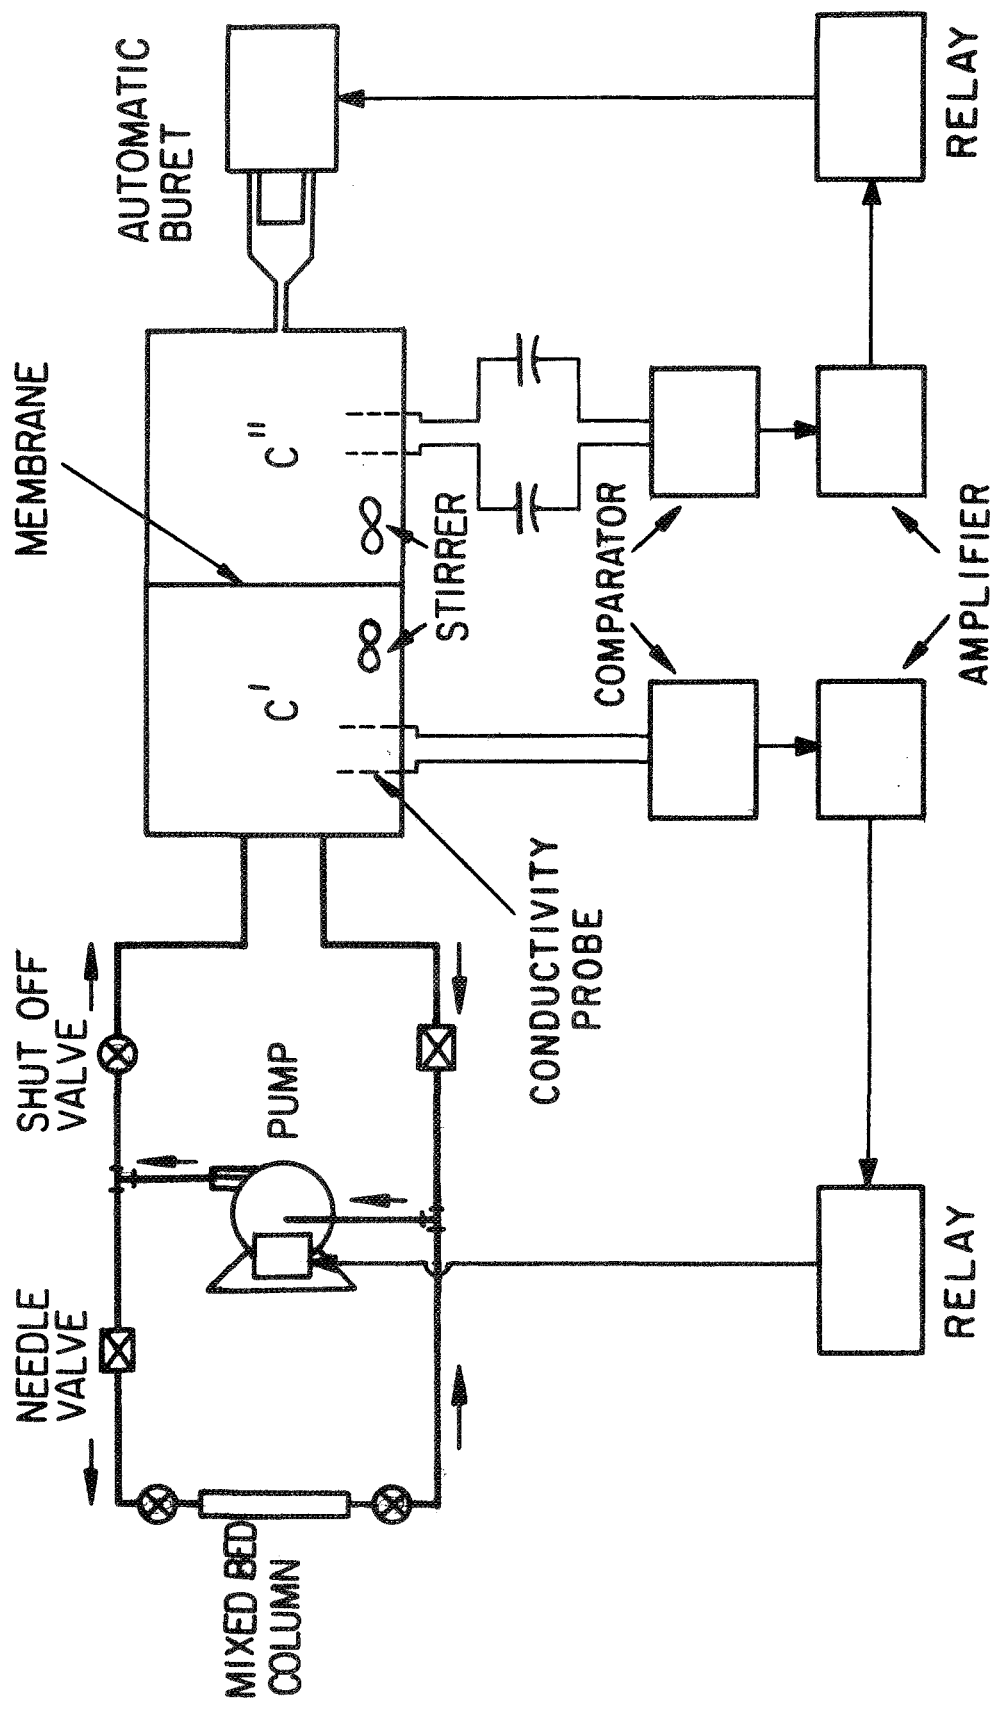 MIXED BED
COLUMN
NEEDLE
VALVE
SHUT OFF
VALVE
PUMP
MEMBRANE
AUTOMATIC
BURET
C'
C"
STIRRER
CONDUCTIVITY
PROBE
COMPARATOR
AMPLIFIER
RELAY
RELAY